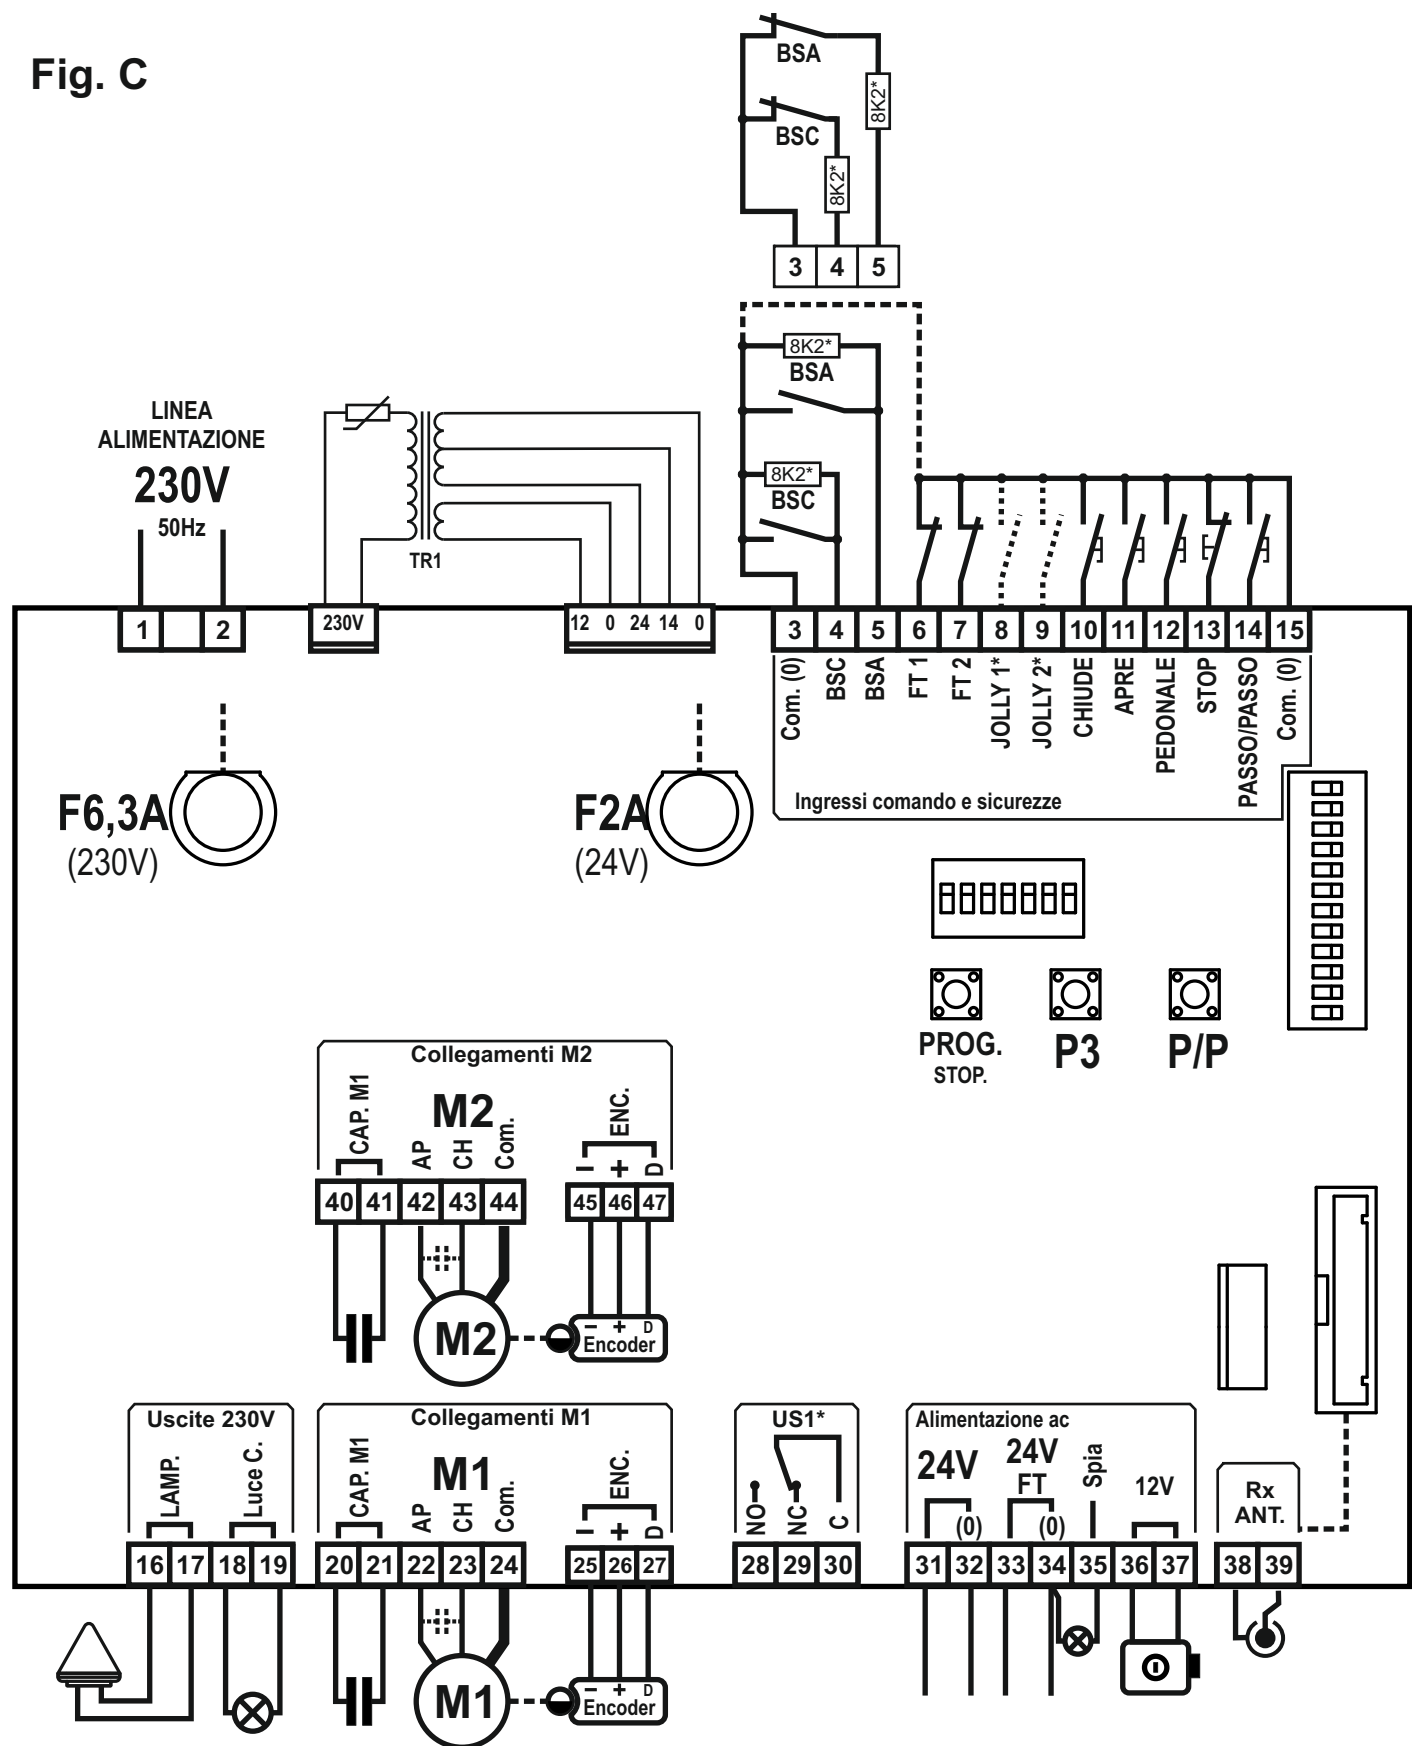 Fig. C
BSA
8K2*
BSC
8K2*
3 4 5
8K2*
BSA
8K2*
BSC
LINEA
ALIMENTAZIONE
230V
50Hz
TR1
1 2
230V
12 0 24 14 0
3 4 5 6 7 8 9 10 11 12 13 14 15
Com. (0)
BSC
BSA
FT 1
FT 2
JOLLY 1*
JOLLY 2*
CHIUDE
APRE
PEDONALE
STOP
PASSO/PASSO
Com. (0)
Ingressi comando e sicurezze
F6,3A
(230V)
F2A
(24V)
PROG.
STOP.
P3
P/P
Collegamenti M2
CAP. M1
M2
AP
CH
Com.
ENC.
– + D
40 41 42 43 44
45 46 47
M2
– + D
Encoder
Uscite 230V
LAMP.
Luce C.
16 17 18 19
Collegamenti M1
CAP. M1
M1
AP
CH
Com.
ENC.
– + D
20 21 22 23 24
25 26 27
M1
– + D
Encoder
US1*
NO
NC
C
28 29 30
Alimentazione ac
24V
(0)
24V
FT
(0)
Spia
12V
31 32 33 34 35 36 37
Rx
ANT.
38 39